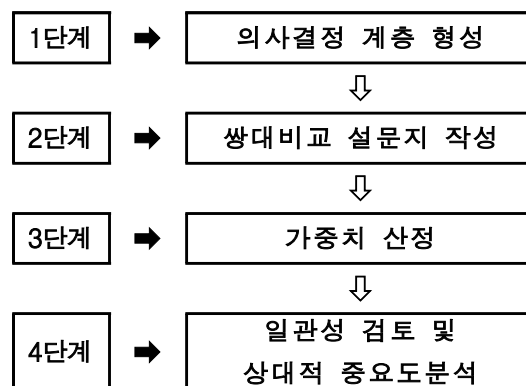 1단계 ➡ 의사결정 계층 형성
⇩
2단계 ➡ 쌍대비교 설문지 작성
⇩
3단계 ➡ 가중치 산정
⇩
4단계 ➡ 일관성 검토 및
상대적 중요도분석